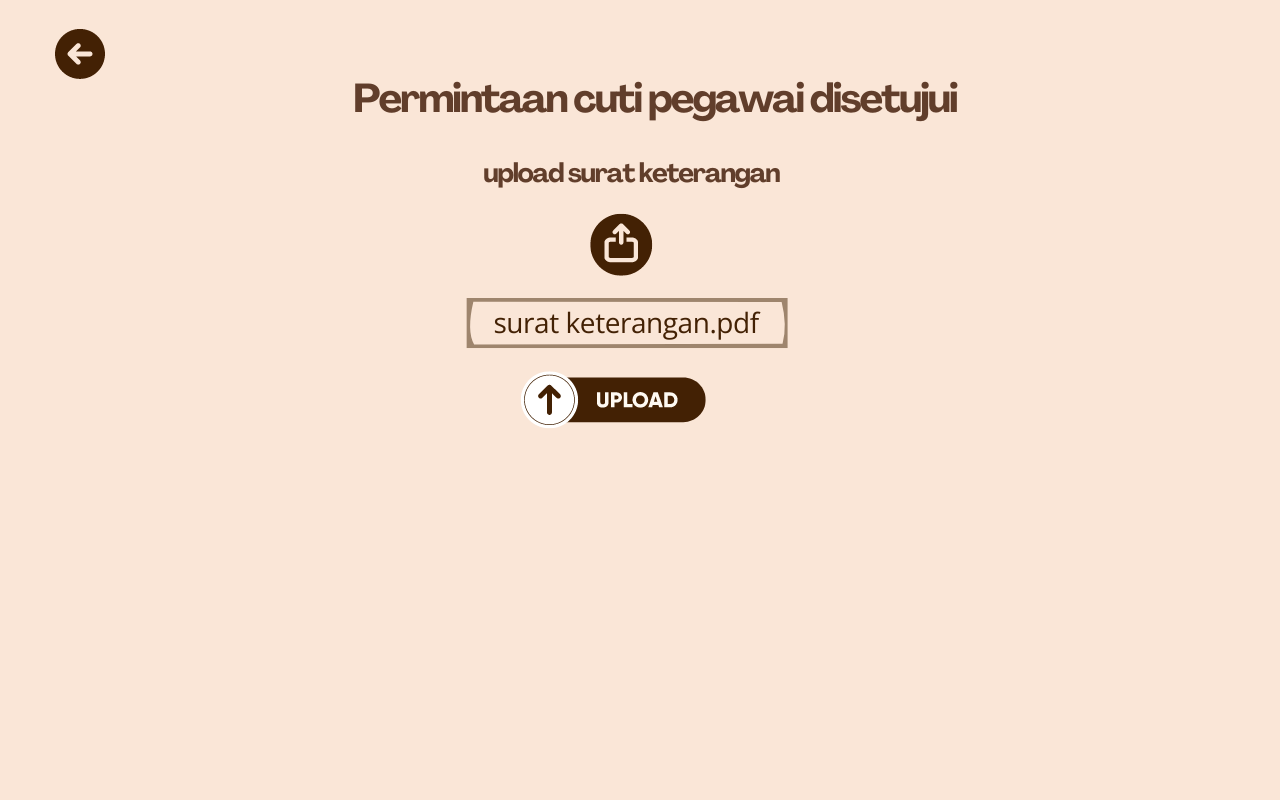 Permintaan cuti pegawai disetujui
upload surat keterangan
surat keterangan.pdf
UPLOAD